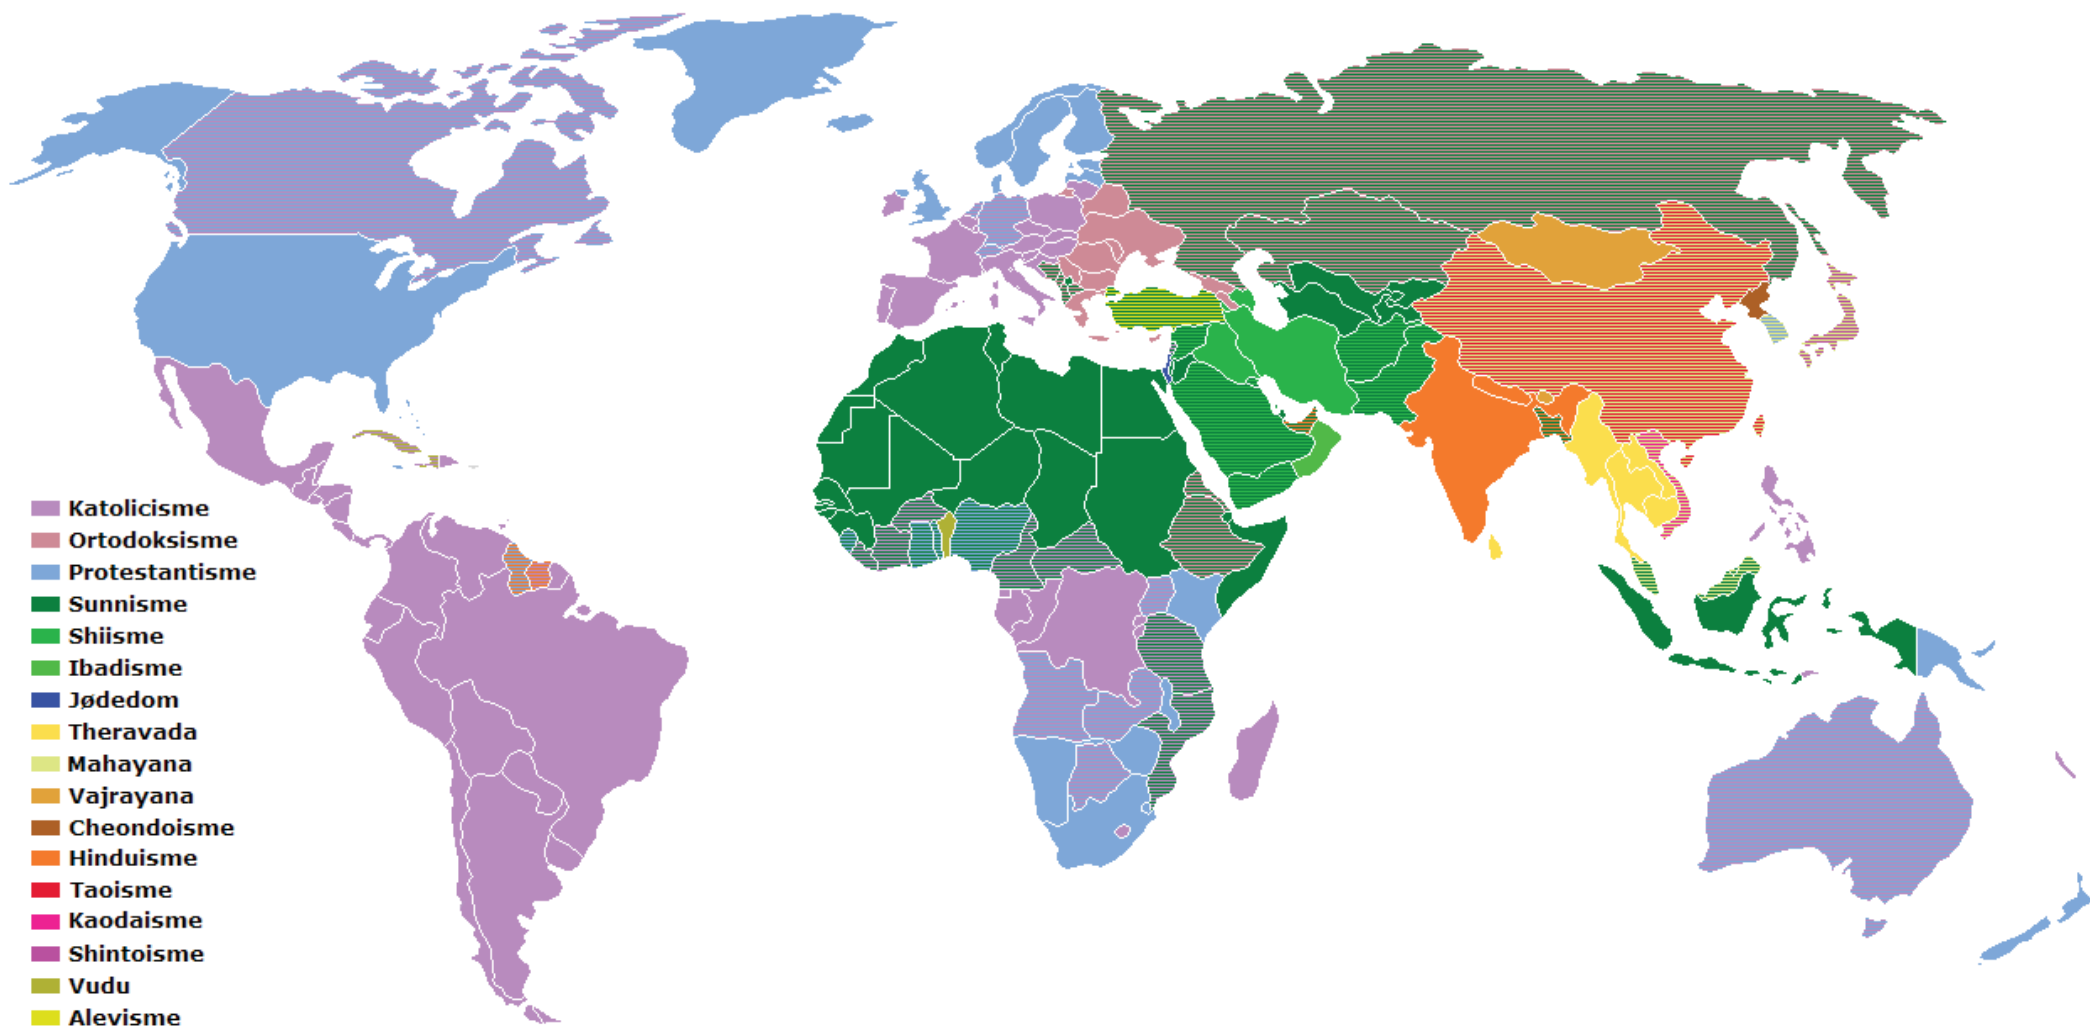 Katolicisme
Ortodoksisme
Protestantisme
Sunnisme
Shiisme
Ibadisme
Jødedom
Theravada
Mahayana
Vajrayana
Cheondoisme
Hinduisme
Taoisme
Kaodaisme
Shintoisme
Vudu
Alevisme